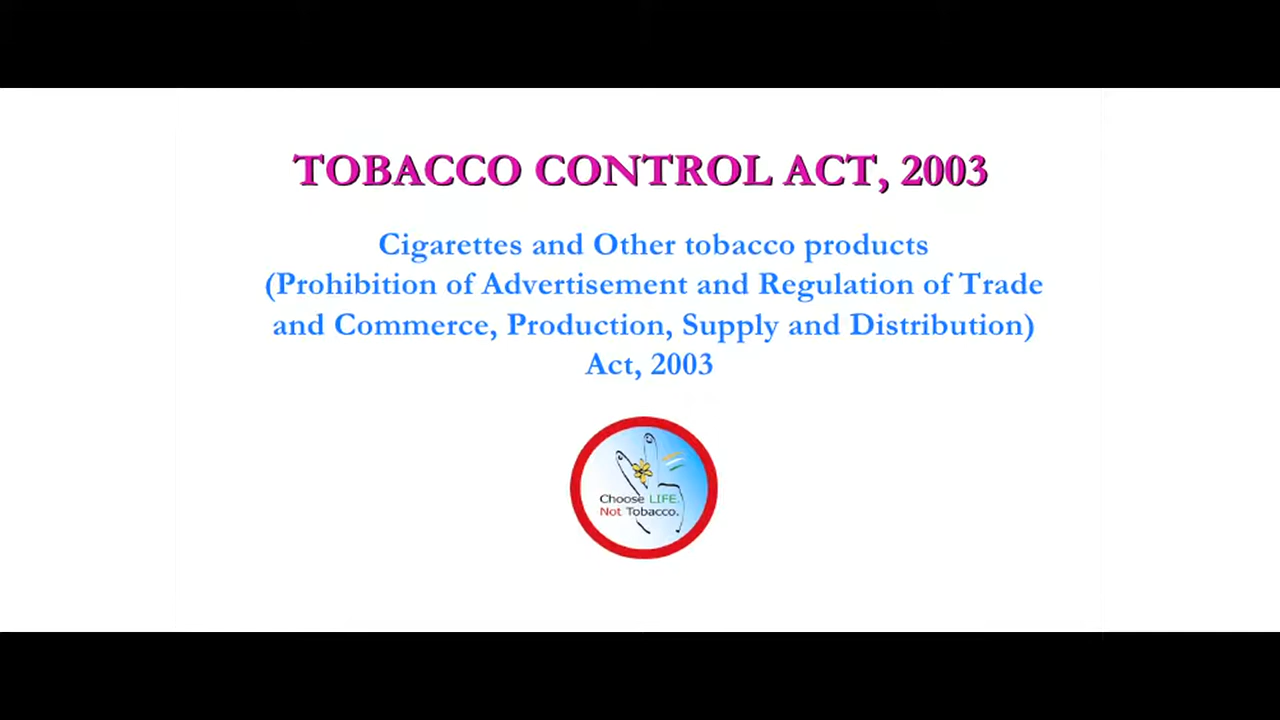 TOBACCO CONTROL ACT, 2003
Cigarettes and Other tobacco products
(Prohibition of Advertisement and Regulation of Trade
and Commerce, Production, Supply and Distribution)
Act, 2003
Choose LIFE.
Not Tobacco.